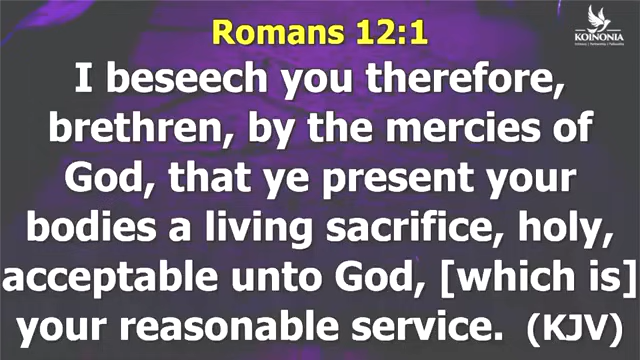 Romans 12:1
KOINONIA
I beseech you therefore,
brethren, by the mercies of
God, that ye present your
bodies a living sacrifice, holy,
acceptable unto God, [which is]
your reasonable service. (KJV)